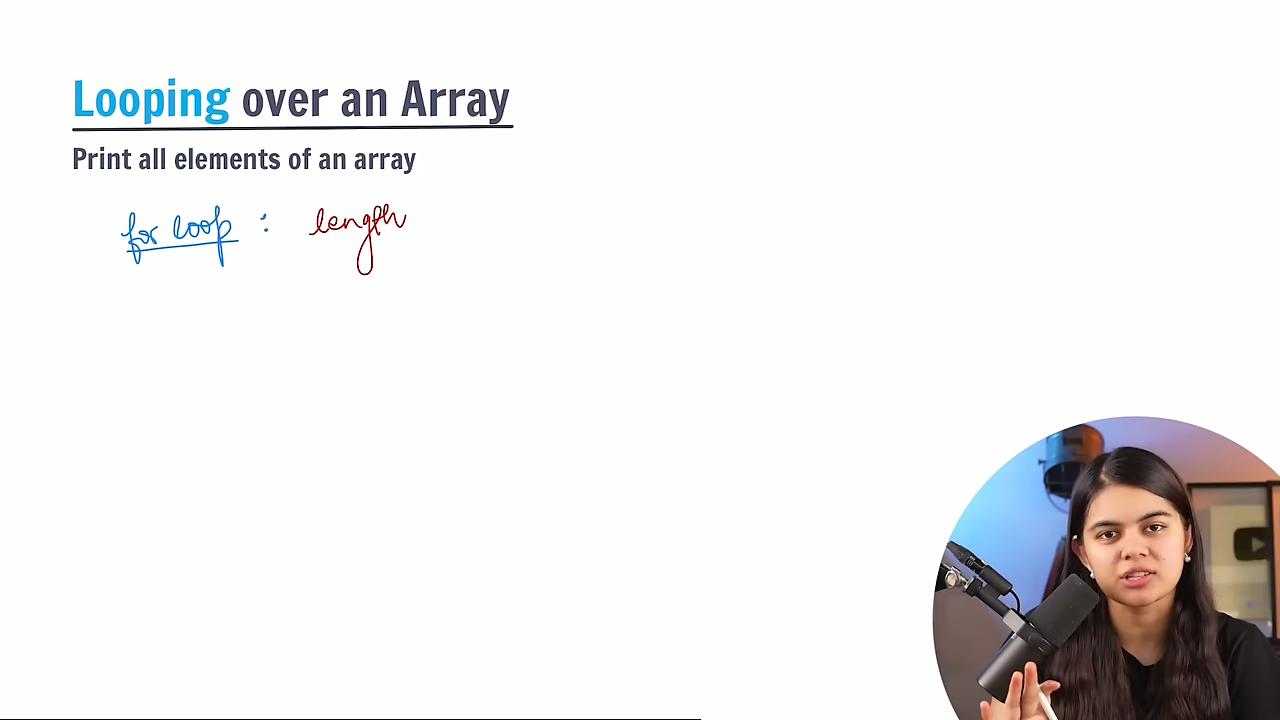 Looping over an Array
Print all elements of an array
for loop : length